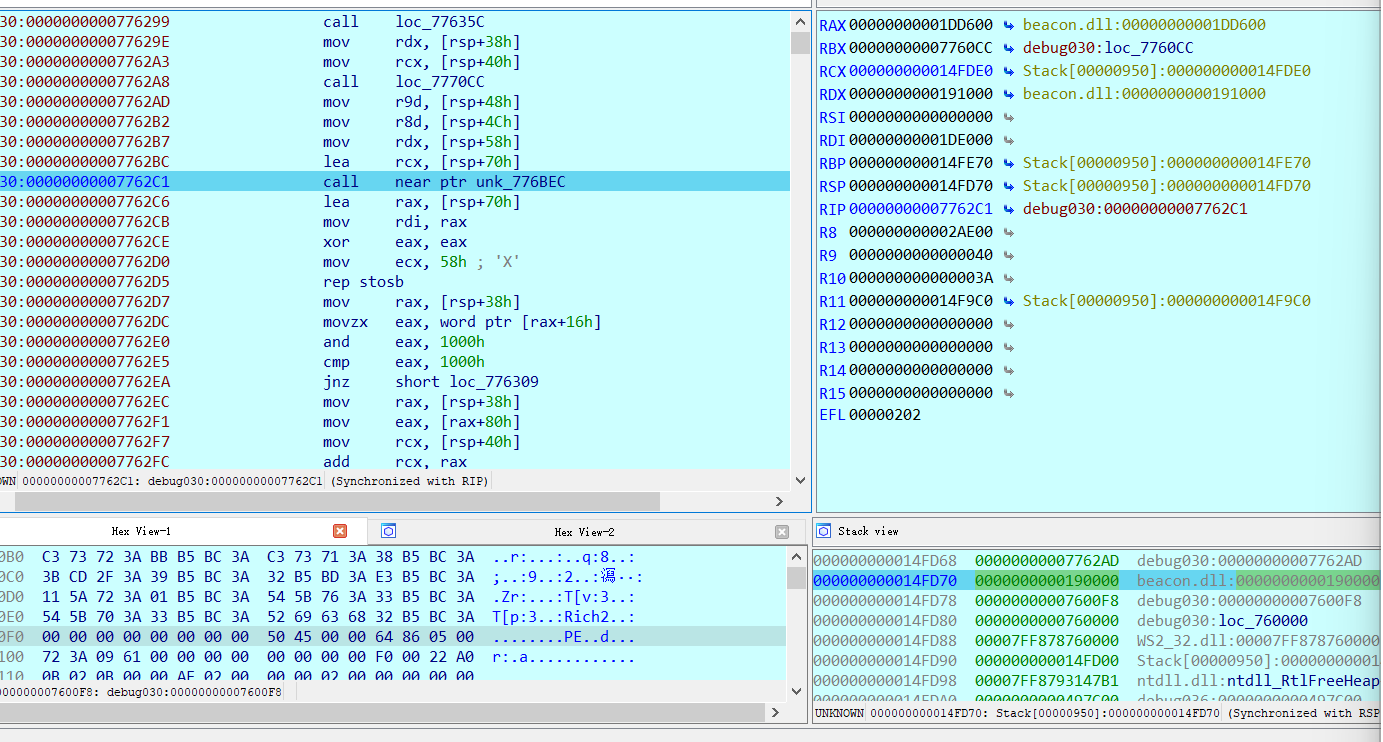 30:0000000000776299 call loc_77635C
30:000000000077629E mov rdx, [rsp+38h]
30:00000000007762A3 mov rcx, [rsp+40h]
30:00000000007762A8 call loc_7770CC
30:00000000007762AD mov r9d, [rsp+48h]
30:00000000007762B2 mov r8d, [rsp+4Ch]
30:00000000007762B7 mov rdx, [rsp+58h]
30:00000000007762BC lea rcx, [rsp+70h]
30:00000000007762C1 call near ptr unk_776BEC
30:00000000007762C6 lea rax, [rsp+70h]
30:00000000007762CB mov rdi, rax
30:00000000007762CE xor eax, eax
30:00000000007762D0 mov ecx, 58h ; 'X'
30:00000000007762D5 rep stosb
30:00000000007762D7 mov rax, [rsp+38h]
30:00000000007762DC movzx eax, word ptr [rax+16h]
30:00000000007762E0 and eax, 1000h
30:00000000007762E5 cmp eax, 1000h
30:00000000007762EA jnz short loc_776309
30:00000000007762EC mov rax, [rsp+38h]
30:00000000007762F1 mov eax, [rax+80h]
30:00000000007762F7 mov rcx, [rsp+40h]
30:00000000007762FC add rcx, rax
OWN 00000000007762C1: debug030:00000000007762C1 (Synchronized with RIP)
RAX 00000000001DD600 ↳ beacon.dll:00000000001DD600
RBX 00000000007760CC ↳ debug030:loc_7760CC
RCX 000000000014FDE0 ↳ Stack[00000950]:000000000014FDE0
RDX 0000000000191000 ↳ beacon.dll:0000000000191000
RSI 0000000000000000 ↳
RDI 00000000001DE000 ↳
RBP 000000000014FE70 ↳ Stack[00000950]:000000000014FE70
RSP 000000000014FD70 ↳ Stack[00000950]:000000000014FD70
RIP 00000000007762C1 ↳ debug030:00000000007762C1
R8 000000000002AE00 ↳
R9 0000000000000040 ↳
R10 000000000000003A ↳
R11 000000000014F9C0 ↳ Stack[00000950]:000000000014F9C0
R12 0000000000000000 ↳
R13 0000000000000000 ↳
R14 0000000000000000 ↳
R15 0000000000000000 ↳
EFL 00000202
Hex View-1
Hex View-2
0B0 C3 73 72 3A BB B5 BC 3A C3 73 71 3A 38 B5 BC 3A ..r:...:..q:8..:
0C0 3B CD 2F 3A 39 B5 BC 3A 32 B5 BD 3A E3 B5 BC 3A
0D0 11 5A 72 3A 01 B5 BC 3A 54 5B 76 3A 33 B5 BC 3A .Zr:...:T[v:3..:
0E0 54 5B 70 3A 33 B5 BC 3A 52 69 63 68 32 B5 BC 3A T[p:3..:Rich2..:
0F0 00 00 00 00 00 00 00 00 50 45 00 00 64 86 05 00 ........PE..d...
100 72 3A 09 61 00 00 00 00 00 00 00 00 F0 00 22 A0 r:.a............
110 0B 02 0B 00 00 AE 02 00 00 00 02 00 00 00 00 00
000000007600F8: debug030:00000000007600F8
Stack view
000000000014FD68 00000000007762AD debug030:00000000007762AD
000000000014FD70 0000000000190000 beacon.dll:0000000000190000
000000000014FD78 00000000007600F8 debug030:00000000007600F8
000000000014FD80 0000000000760000 debug030:loc_760000
000000000014FD88 00007FF878760000 WS2_32.dll:00007FF878760000
000000000014FD90 000000000014FD00 Stack[00000950]:000000000014
000000000014FD98 00007FF8793147B1 ntdll.dll:ntdll_RtlFreeHeap
000000000014FDA0 0000000000497C00 debug036:0000000000497C00
UNKNOWN 000000000014FD70: Stack[00000950]:000000000014FD70 (Synchronized with RSP